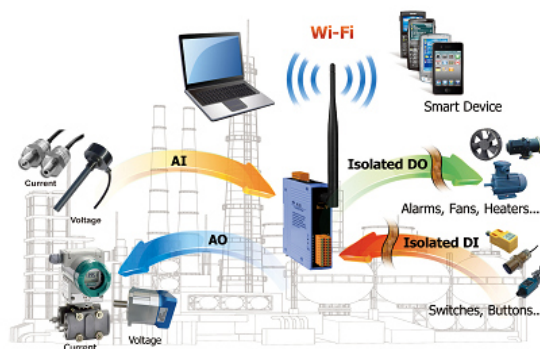 Wi-Fi
Smart Device
AI
Current
Voltage
Isolated DO
Alarms, Fans, Heaters...
AO
Isolated DI
Switches, Buttons...
Voltage
Current